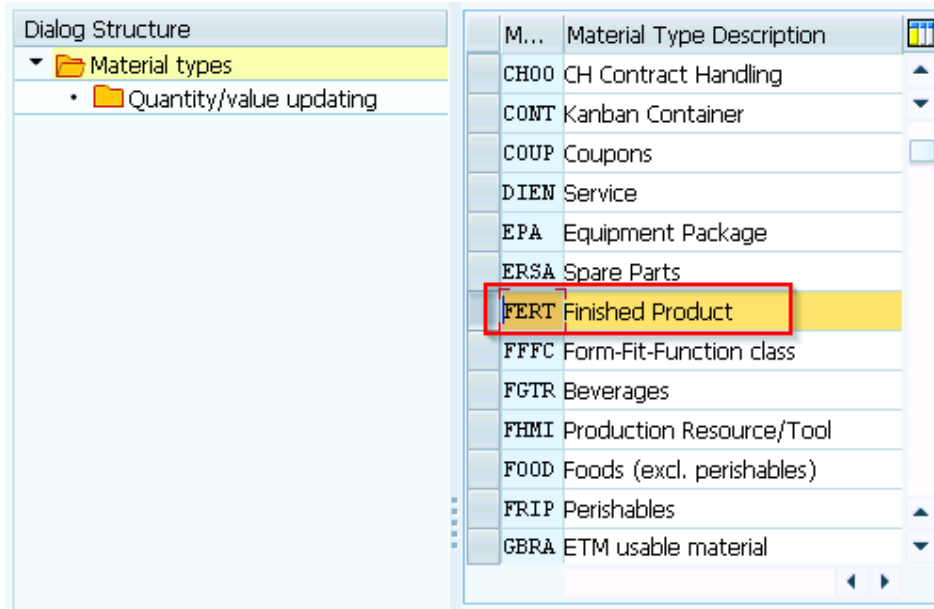 Dialog Structure
Material types
Quantity/value updating
M... Material Type Description
CH00 CH Contract Handling
CONT Kanban Container
COUP Coupons
DIEN Service
EPA Equipment Package
ERSA Spare Parts
FERT Finished Product
FFFC Form-Fit-Function class
FGTR Beverages
FHMI Production Resource/Tool
FOOD Foods (excl. perishables)
FRIP Perishables
GBRA ETM usable material